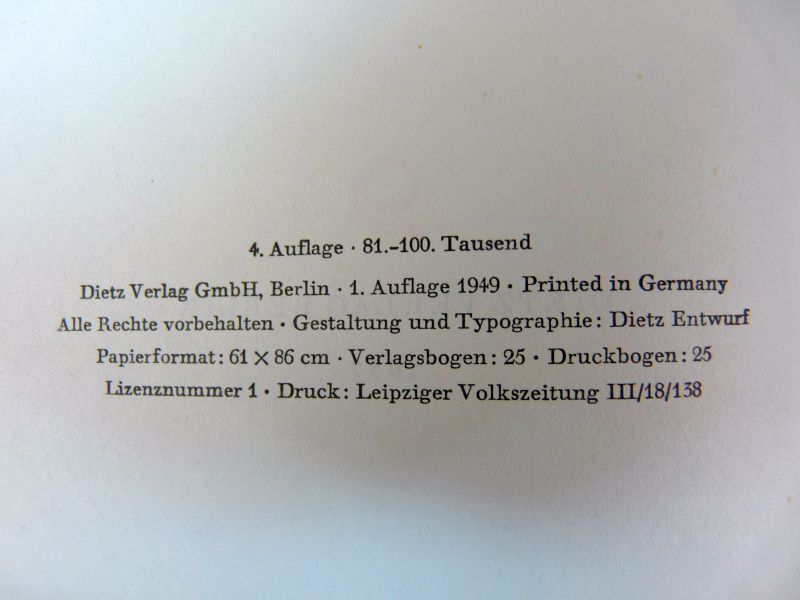 4. Auflage · 81.-100. Tausend
Dietz Verlag GmbH, Berlin · 1. Auflage 1949 · Printed in Germany
Alle Rechte vorbehalten · Gestaltung und Typographie: Dietz Entwurf
Papierformat: 61 × 86 cm · Verlagsbogen: 25 · Druckbogen: 25
Lizenznummer 1 · Druck: Leipziger Volkszeitung III/18/138